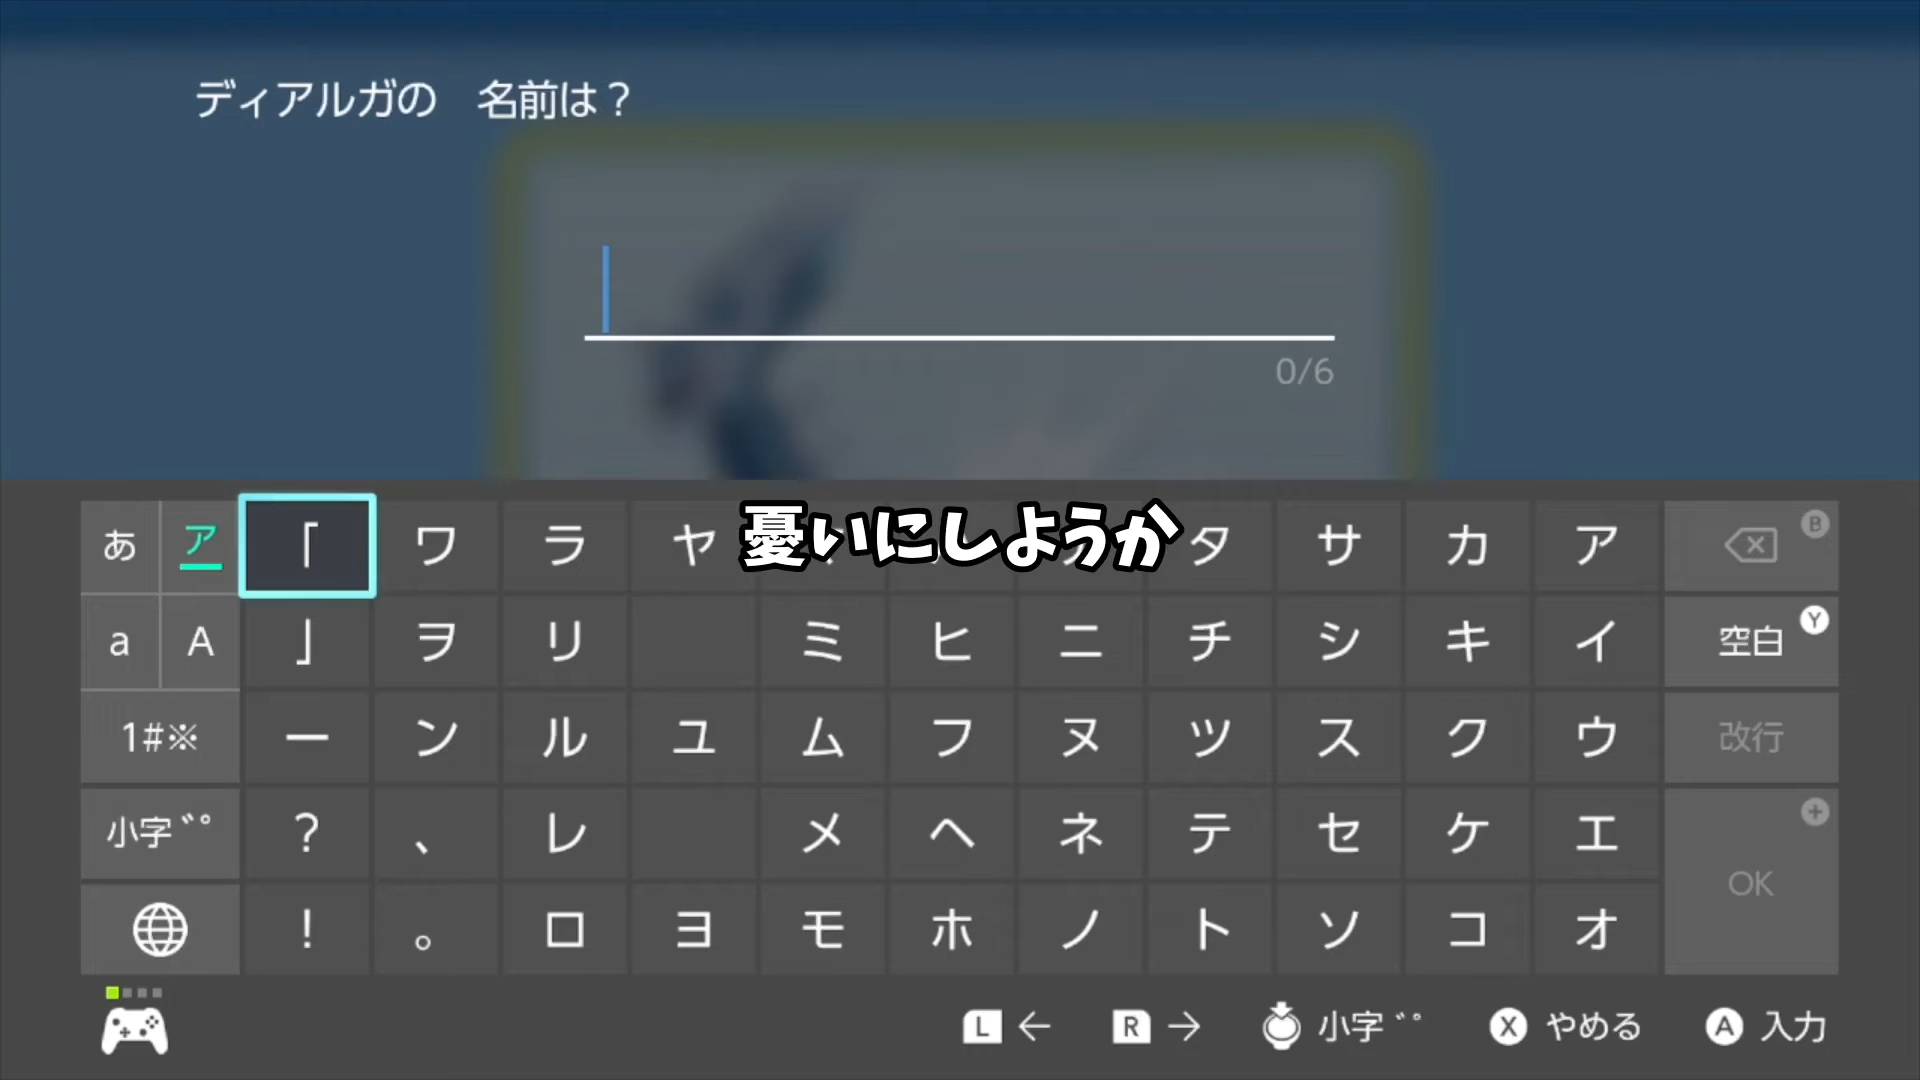 ディアルガの 名前は？
0/6
憂いにしようか
あ ア 「 ワ ラ ヤ タ サ カ ア B
a A 」 ヲ リ ミ ヒ ニ チ シ キ イ 空白 Y
1#※ ー ン ル ユ ム フ ヌ ツ ス ク ウ 改行
小字 ゛゜ ? 、 レ メ ヘ ネ テ セ ケ エ +
! 。 ロ ヨ モ ホ ノ ト ソ コ オ OK
L ← R → 小字 ゛゜ X やめる A 入力